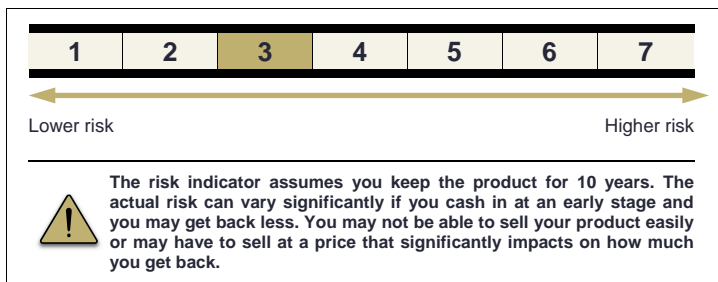 1 2 3 4 5 6 7
Lower risk Higher risk
The risk indicator assumes you keep the product for 10 years. The
actual risk can vary significantly if you cash in at an early stage and
you may get back less. You may not be able to sell your product easily
or may have to sell at a price that significantly impacts on how much
you get back.